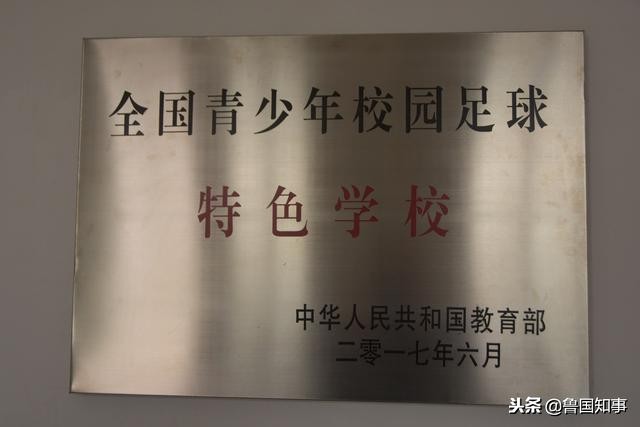 全国青少年校园足球
特色学校
中华人民共和国教育部
二零一七年六月
头条@鲁国知事